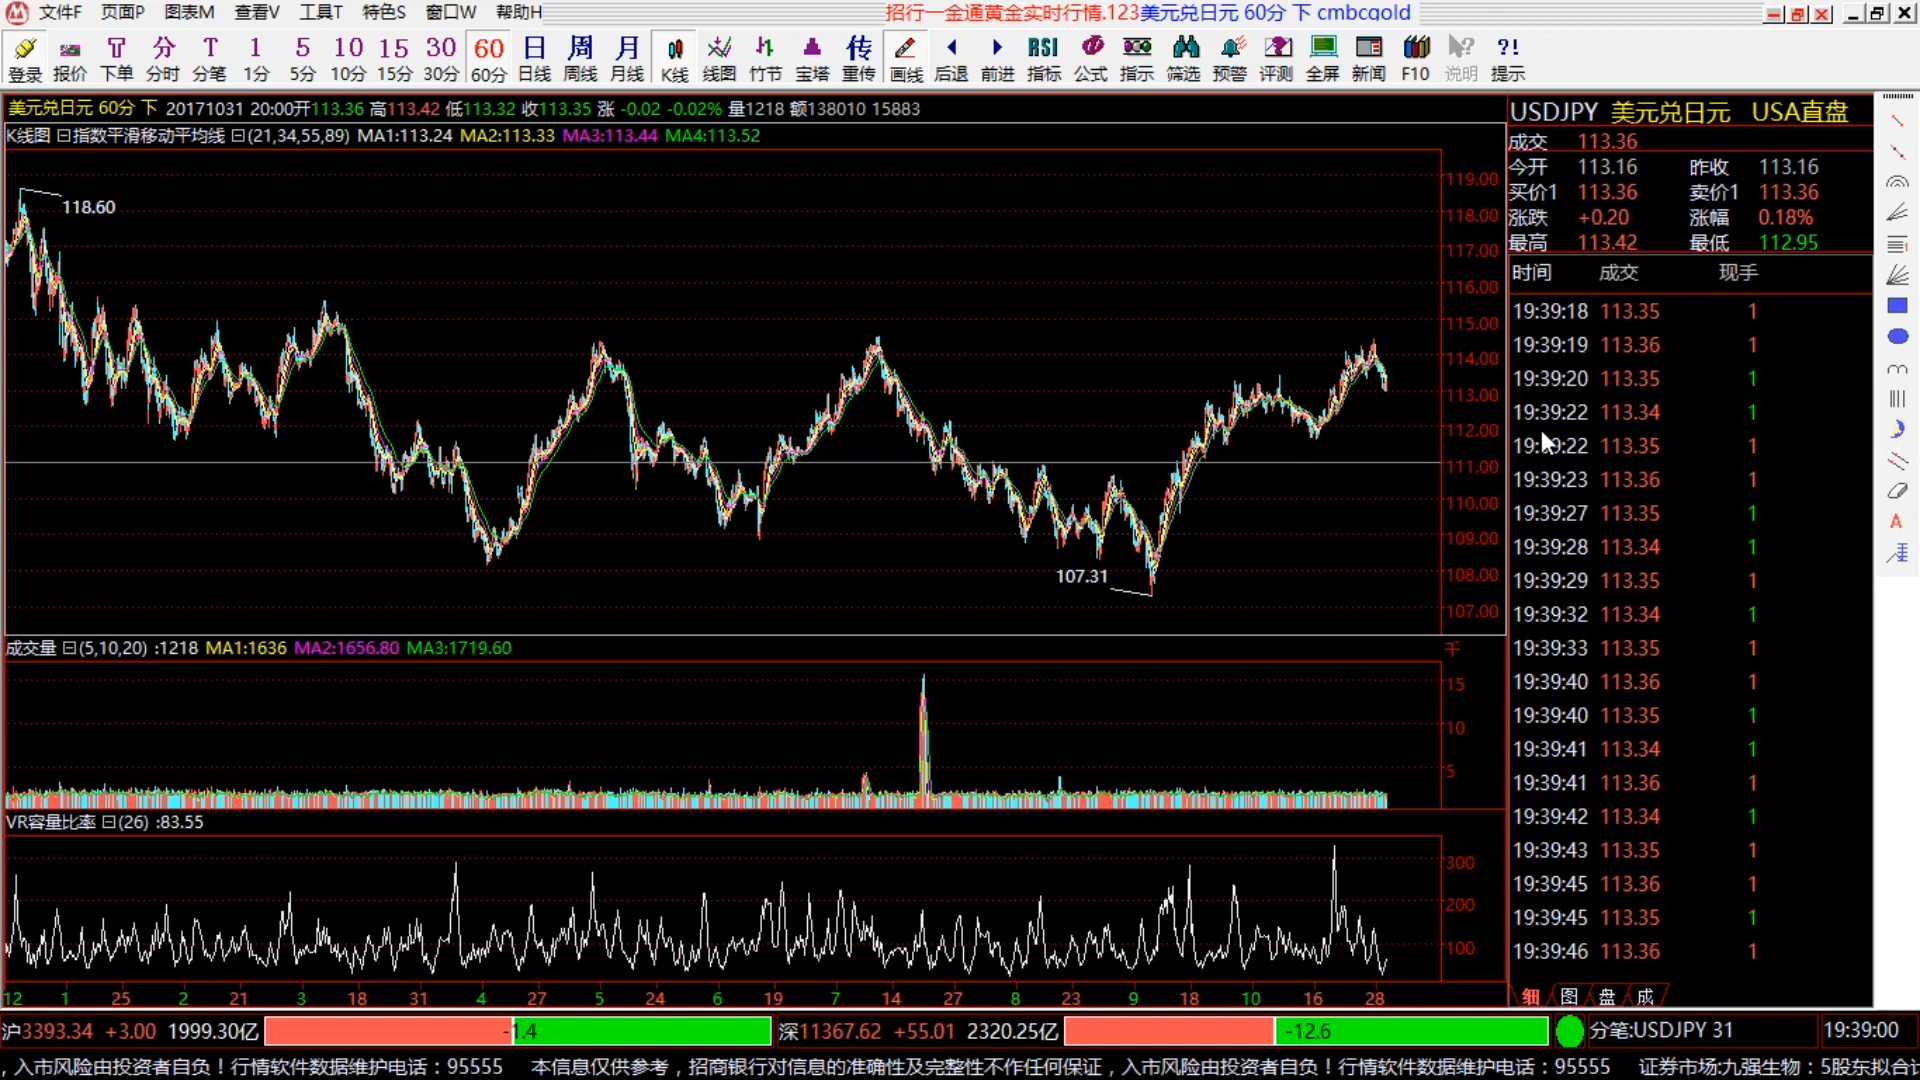 文件F 页面P 图表M 查看V 工具T 特色S 窗口W 帮助H 招行一金通黄金实时行情.123美元兑日元 60分 下 cmbcgold
T 分 T 1 5 10 15 30 60 日 周 月 传 RSI ?!
登录 报价 下单 分时 分笔 1分 5分 10分 15分 30分 60分 日线 周线 月线 K线 线图 竹节 宝塔 重传 画线 后退 前进 指标 公式 指示 筛选 预警 评测 全屏 新闻 F10 说明 提示
美元兑日元 60分 下 20171031 20:00开113.36 高113.42 低113.32 收113.35 涨 -0.02 -0.02% 量1218 额138010 15883
K线图 指数平滑移动平均线 (21,34,55,89) MA1:113.24 MA2:113.33 MA3:113.44 MA4:113.52
118.60
107.31
119.00
118.00
117.00
116.00
115.00
114.00
113.00
112.00
111.00
110.00
109.00
108.00
107.00
成交量 (5,10,20) :1218 MA1:1636 MA2:1656.80 MA3:1719.60 千
15
10
5
VR容量比率 (26) :83.55
300
200
100
12 1 25 2 21 3 18 31 4 27 5 24 6 19 7 14 27 8 23 9 18 10 16 28
USDJPY 美元兑日元 USA直盘
成交 113.36
今开 113.16 昨收 113.16
买价1 113.36 卖价1 113.36
涨跌 +0.20 涨幅 0.18%
最高 113.42 最低 112.95
时间 成交 现手
19:39:18 113.35 1
19:39:19 113.36 1
19:39:20 113.35 1
19:39:22 113.34 1
19:39:22 113.35 1
19:39:23 113.36 1
19:39:27 113.35 1
19:39:28 113.34 1
19:39:29 113.35 1
19:39:32 113.34 1
19:39:33 113.35 1
19:39:40 113.36 1
19:39:40 113.35 1
19:39:41 113.34 1
19:39:41 113.36 1
19:39:42 113.34 1
19:39:43 113.35 1
19:39:45 113.36 1
19:39:45 113.35 1
19:39:46 113.36 1
细 图 盘 成
A
沪3393.34 +3.00 1999.30亿 -1.4 深11367.62 +55.01 2320.25亿 -12.6 分笔:USDJPY 31 19:39:00
，入市风险由投资者自负！行情软件数据维护电话：95555 本信息仅供参考，招商银行对信息的准确性及完整性不作任何保证，入市风险由投资者自负！行情软件数据维护电话：95555 证券市场:九强生物：5股东拟合计